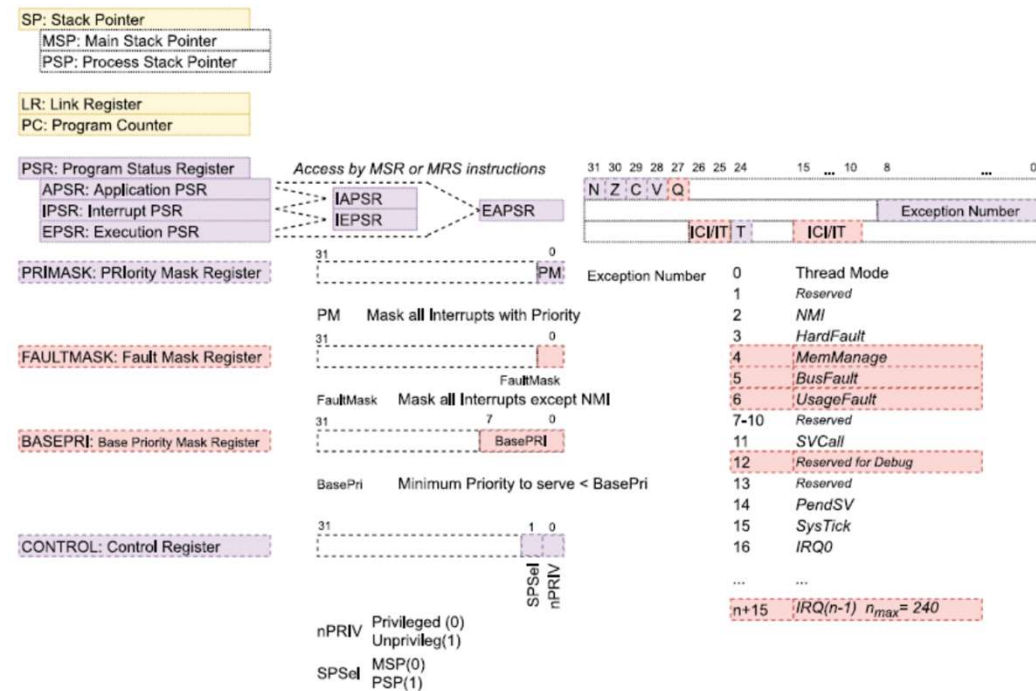 SP: Stack Pointer
MSP: Main Stack Pointer
PSP: Process Stack Pointer
LR: Link Register
PC: Program Counter
PSR: Program Status Register
APSR: Application PSR
IPSR: Interrupt PSR
EPSR: Execution PSR
Access by MSR or MRS instructions
IAPSR
IEPSR
EAPSR
31 30 29 28 27 26 25 24 15 ... 10 8 ... 0
N Z C V Q
Exception Number
ICI/IT T ICI/IT
PRIMASK: PRIority Mask Register
31 0
PM
PM Mask all Interrupts with Priority
FAULTMASK: Fault Mask Register
31 0
FaultMask
FaultMask Mask all Interrupts except NMI
BASEPRI: Base Priority Mask Register
31 7 0
BasePRI
BasePri Minimum Priority to serve < BasePri
CONTROL: Control Register
31 1 0
SPSel
nPRIV
nPRIV Privileged (0)
Unprivileg(1)
SPSel MSP(0)
PSP(1)
Exception Number 0 Thread Mode
1 Reserved
2 NMI
3 HardFault
4 MemManage
5 BusFault
6 UsageFault
7-10 Reserved
11 SVCall
12 Reserved for Debug
13 Reserved
14 PendSV
15 SysTick
16 IRQ0
... ...
n+15 IRQ(n-1) nmax= 240